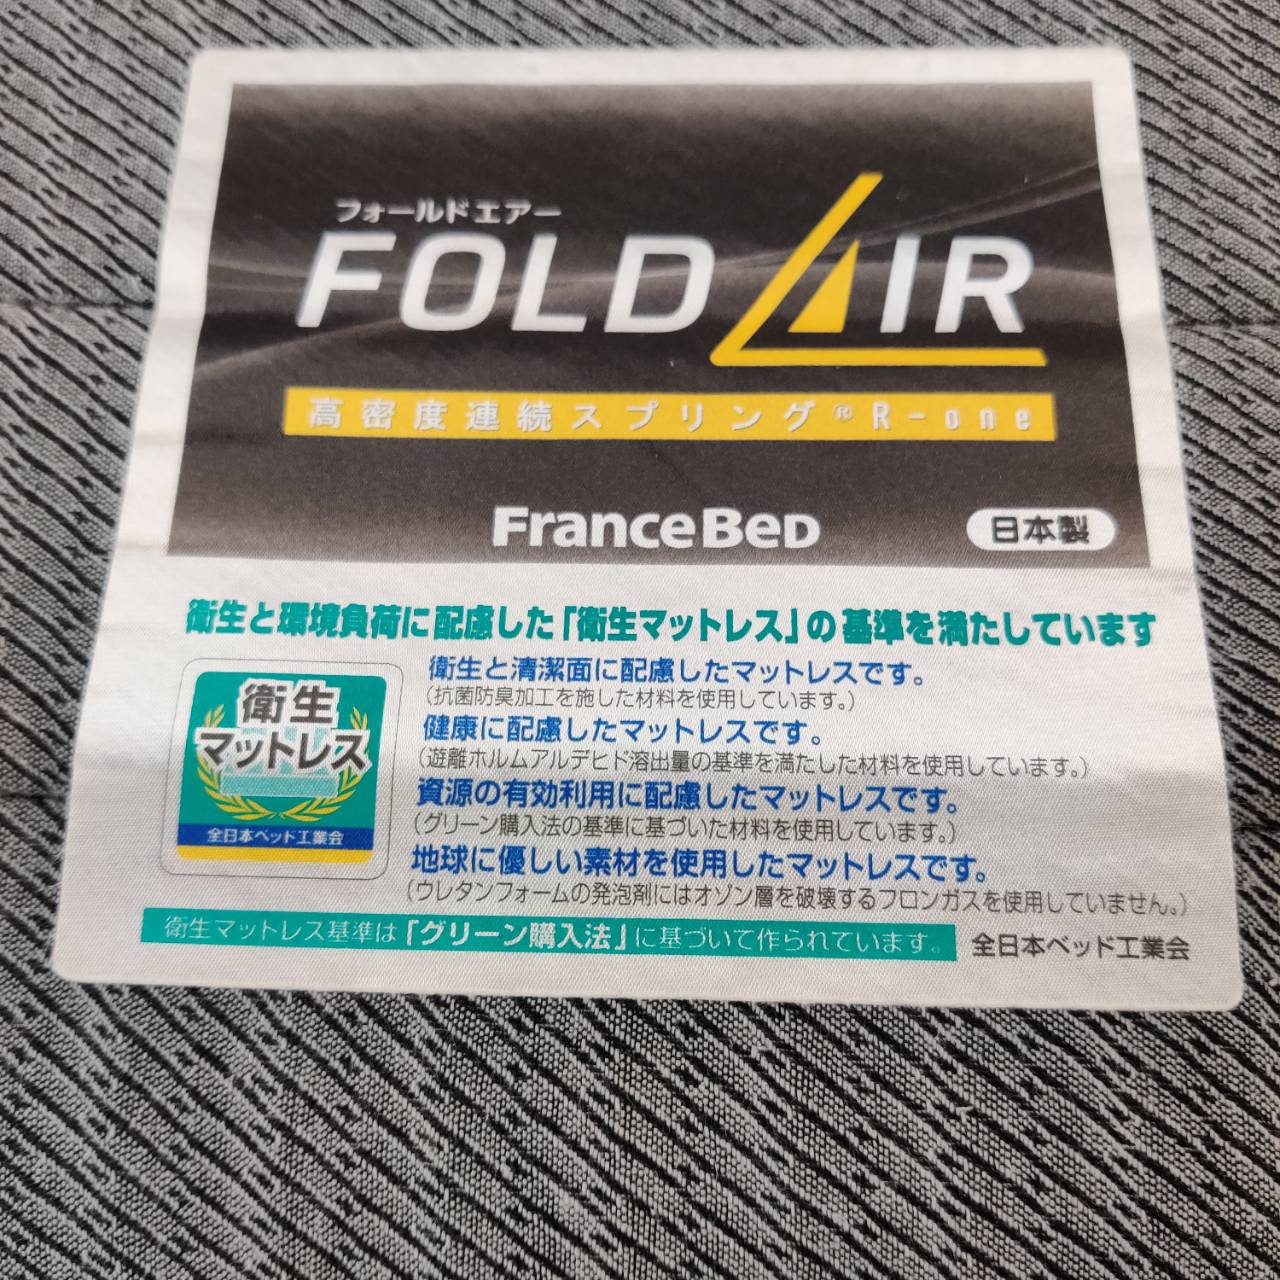 フォールドエアー
FOLD AIR
高密度連続スプリング®R-one
FranceBeD
日本製
衛生と環境負荷に配慮した「衛生マットレス」の基準を満たしています
衛生
マットレス
全日本ベッド工業会
衛生と清潔面に配慮したマットレスです。
(抗菌防臭加工を施した材料を使用しています。)
健康に配慮したマットレスです。
(遊離ホルムアルデヒド溶出量の基準を満たした材料を使用しています。)
資源の有効利用に配慮したマットレスです。
(グリーン購入法の基準に基づいた材料を使用しています。)
地球に優しい素材を使用したマットレスです。
(ウレタンフォームの発泡剤にはオゾン層を破壊するフロンガスを使用していません。)
衛生マットレス基準は「グリーン購入法」に基づいて作られています。
全日本ベッド工業会